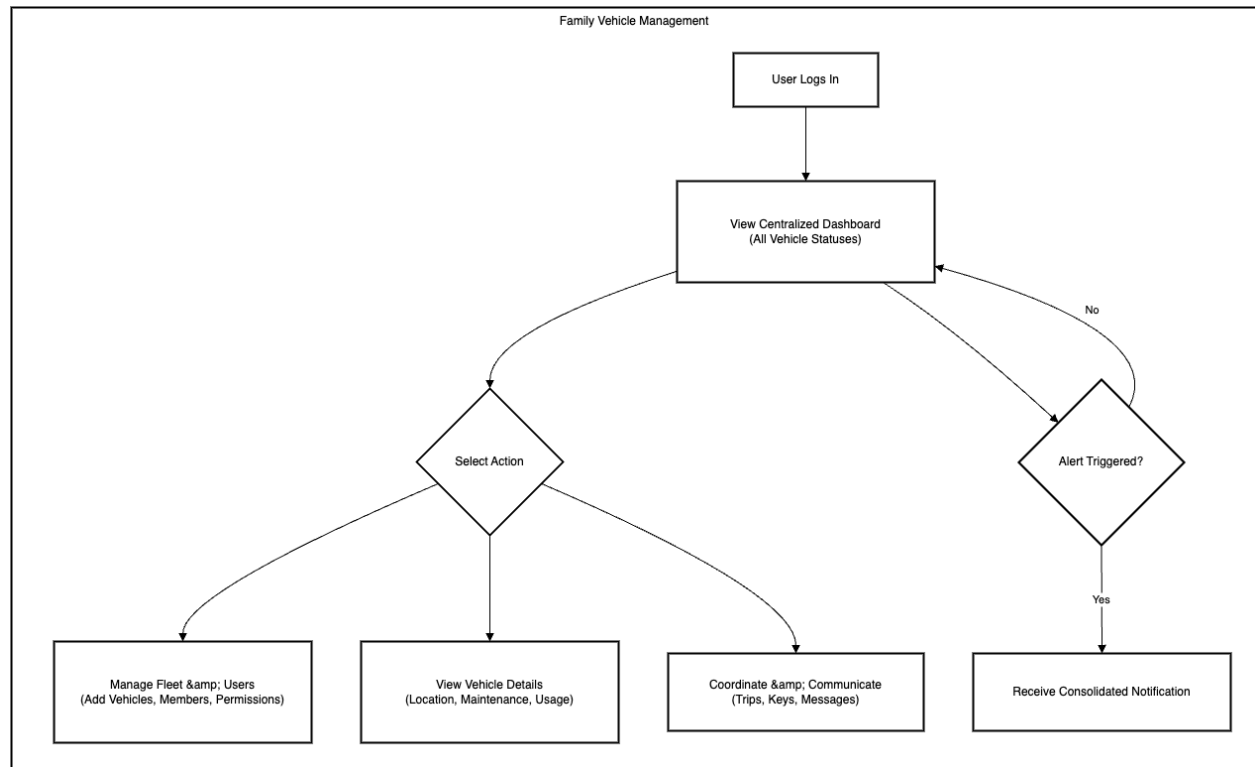 Family Vehicle Management
User Logs In
View Centralized Dashboard
(All Vehicle Statuses)
No
Select Action
Alert Triggered?
Yes
Manage Fleet &amp; Users
(Add Vehicles, Members, Permissions)
View Vehicle Details
(Location, Maintenance, Usage)
Coordinate &amp; Communicate
(Trips, Keys, Messages)
Receive Consolidated Notification